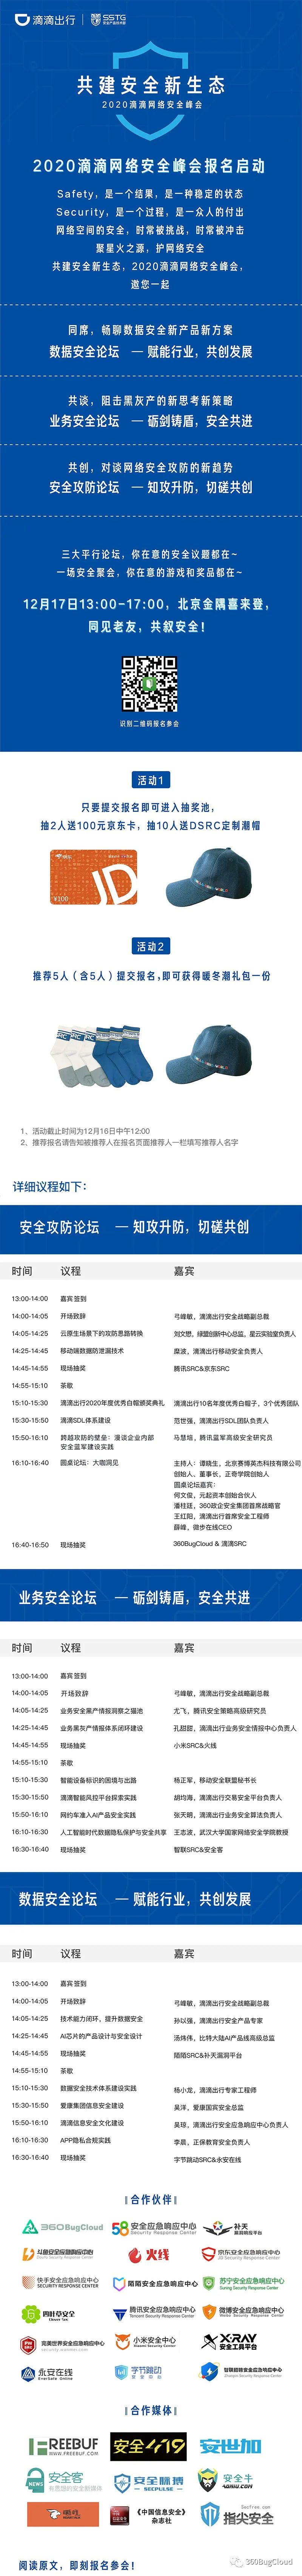 滴滴出行
SSTG
共建安全新生态
2020滴滴网络安全峰会
2020滴滴网络安全峰会报名启动
Safety，是一个结果，是一种稳定的状态
Security，是一个过程，是一众人的付出
网络空间的安全，时常被挑战，时常被冲击
聚星火之源，护网络安全
共建安全新生态，2020滴滴网络安全峰会，
邀您一起
同席，畅聊数据安全新产品新方案
数据安全论坛 — 赋能行业，共创发展
共谈，阻击黑灰产的新思考新策略
业务安全论坛 — 砺剑铸盾，安全共进
共创，对谈网络安全攻防的新趋势
安全攻防论坛 — 知攻升防，切磋共创
三大平行论坛，你在意的安全议题都在~
一场安全聚会，你在意的游戏和奖品都在~
12月17日13:00-17:00，北京金隅喜来登，
同见老友，共叙安全！
识别二维码报名参会
活动1
只要提交报名即可进入抽奖池，
抽2人送100元京东卡，抽10人送DSRC定制潮帽
JD
¥100
活动2
推荐5人（含5人）提交报名，即可获得暖冬潮礼包一份
1、活动截止时间为12月16日中午12:00
2、推荐报名请告知被推荐人在报名页面推荐人一栏填写推荐人名字
详细议程如下：
安全攻防论坛 — 知攻升防，切磋共创
时间 议程 嘉宾
13:00-14:00 嘉宾签到
14:00-14:05 开场致辞 弓峰敏，滴滴出行安全战略副总裁
14:05-14:25 云原生场景下的攻防思路转换 刘文懋，绿盟创新中心总监，星云实验室负责人
14:25-14:45 移动端数据防泄漏技术 糜波，滴滴出行移动安全负责人
14:45-14:55 现场抽奖 腾讯SRC&京东SRC
14:55-15:10 茶歇
15:10-15:30 滴滴出行2020年度优秀白帽颁奖典礼 滴滴出行10名年度优秀白帽子，3个优秀团队
15:30-15:50 滴滴SDL体系建设 范世强，滴滴出行SDL团队负责人
15:50-16:10 跨越攻防的壁垒：漫谈企业内部 马慧培，腾讯蓝军高级安全研究员
安全蓝军建设实践
16:10-16:40 圆桌论坛：大咖洞见 主持人：谭晓生，北京赛博英杰科技有限公司
创始人、董事长，正奇学院创始人
圆桌论坛嘉宾：
何文俊，元起资本创始合伙人
潘柱廷，360政企安全集团首席战略官
王红阳，滴滴出行首席安全工程师
薛峰，微步在线CEO
16:40-16:50 现场抽奖 360BugCloud & 滴滴SRC
业务安全论坛 — 砺剑铸盾，安全共进
时间 议程 嘉宾
13:00-14:00 嘉宾签到
14:00-14:05 开场致辞 弓峰敏，滴滴出行安全战略副总裁
14:05-14:25 业务安全黑产情报洞察之猫池 尤飞，腾讯安全策略高级研究员
14:25-14:45 业务黑灰产情报体系闭环建设 孔甜甜，滴滴出行业务安全情报中心负责人
14:45-14:55 现场抽奖 小米SRC&火线
14:55-15:10 茶歇
15:10-15:30 智能设备标识的困境与出路 杨正军，移动安全联盟秘书长
15:30-15:50 滴滴智能风控平台探索实践 胡均海，滴滴出行交易安全平台负责人
15:50-16:10 网约车准入AI产品安全实践 张天明，滴滴出行业务安全算法负责人
16:10-16:30 人工智能时代数据隐私保护与安全共享 王志波，武汉大学国家网络安全学院教授
16:30-16:40 现场抽奖 智联SRC&安全客
数据安全论坛 — 赋能行业，共创发展
时间 议程 嘉宾
13:00-14:00 嘉宾签到
14:00-14:05 开场致辞 弓峰敏，滴滴出行安全战略副总裁
14:05-14:25 技术能力闭环，提升数据安全 孙以强，滴滴出行安全产品专家
14:25-14:45 AI芯片的产品设计与安全设计 汤炜伟，比特大陆AI产品线高级总监
14:45-14:55 现场抽奖 陌陌SRC&补天漏洞平台
14:55-15:10 茶歇
15:10-15:30 数据安全技术体系建设实践 杨小龙，滴滴出行专家工程师
15:30-15:50 爱康集团信息安全建设 吴洋，爱康国宾安全总监
15:50-16:10 滴滴信息安全文化建设 吴琼，滴滴出行安全应急响应中心负责人
16:10-16:30 APP隐私合规实践 李晨，正保教育安全负责人
16:30-16:40 现场抽奖 字节跳动SRC&永安在线
合作伙伴
360BugCloud
58安全应急响应中心
Security Response Center
补天
漏洞响应平台
斗鱼安全应急响应中心
火线
京东安全应急响应中心
JD Security Response Center
快手安全应急响应中心
SECURITY RESPONSE CENTER
陌陌安全应急响应中心
苏宁安全应急响应中心
Suning Security Response Center
四叶草安全
Clover Sec
腾讯安全应急响应中心
Tencent Security Response Center
微博安全应急响应中心
Weibo Security Response Center
完美世界安全应急响应中心
小米安全中心
X-RAY
安全工具平台
永安在线
字节跳动
安全中心
智联招聘安全应急响应中心
合作媒体
FREEBUF
WWW.FREEBUF.COM
安全419
安世加
安全客
有思想的安全新媒体
安全脉搏
SECPULSE
安全牛
AQNIU.COM
嘶吼
《中国信息安全》
杂志社
Secfree.com
指尖安全
阅读原文，即刻报名参会！
360BugCloud